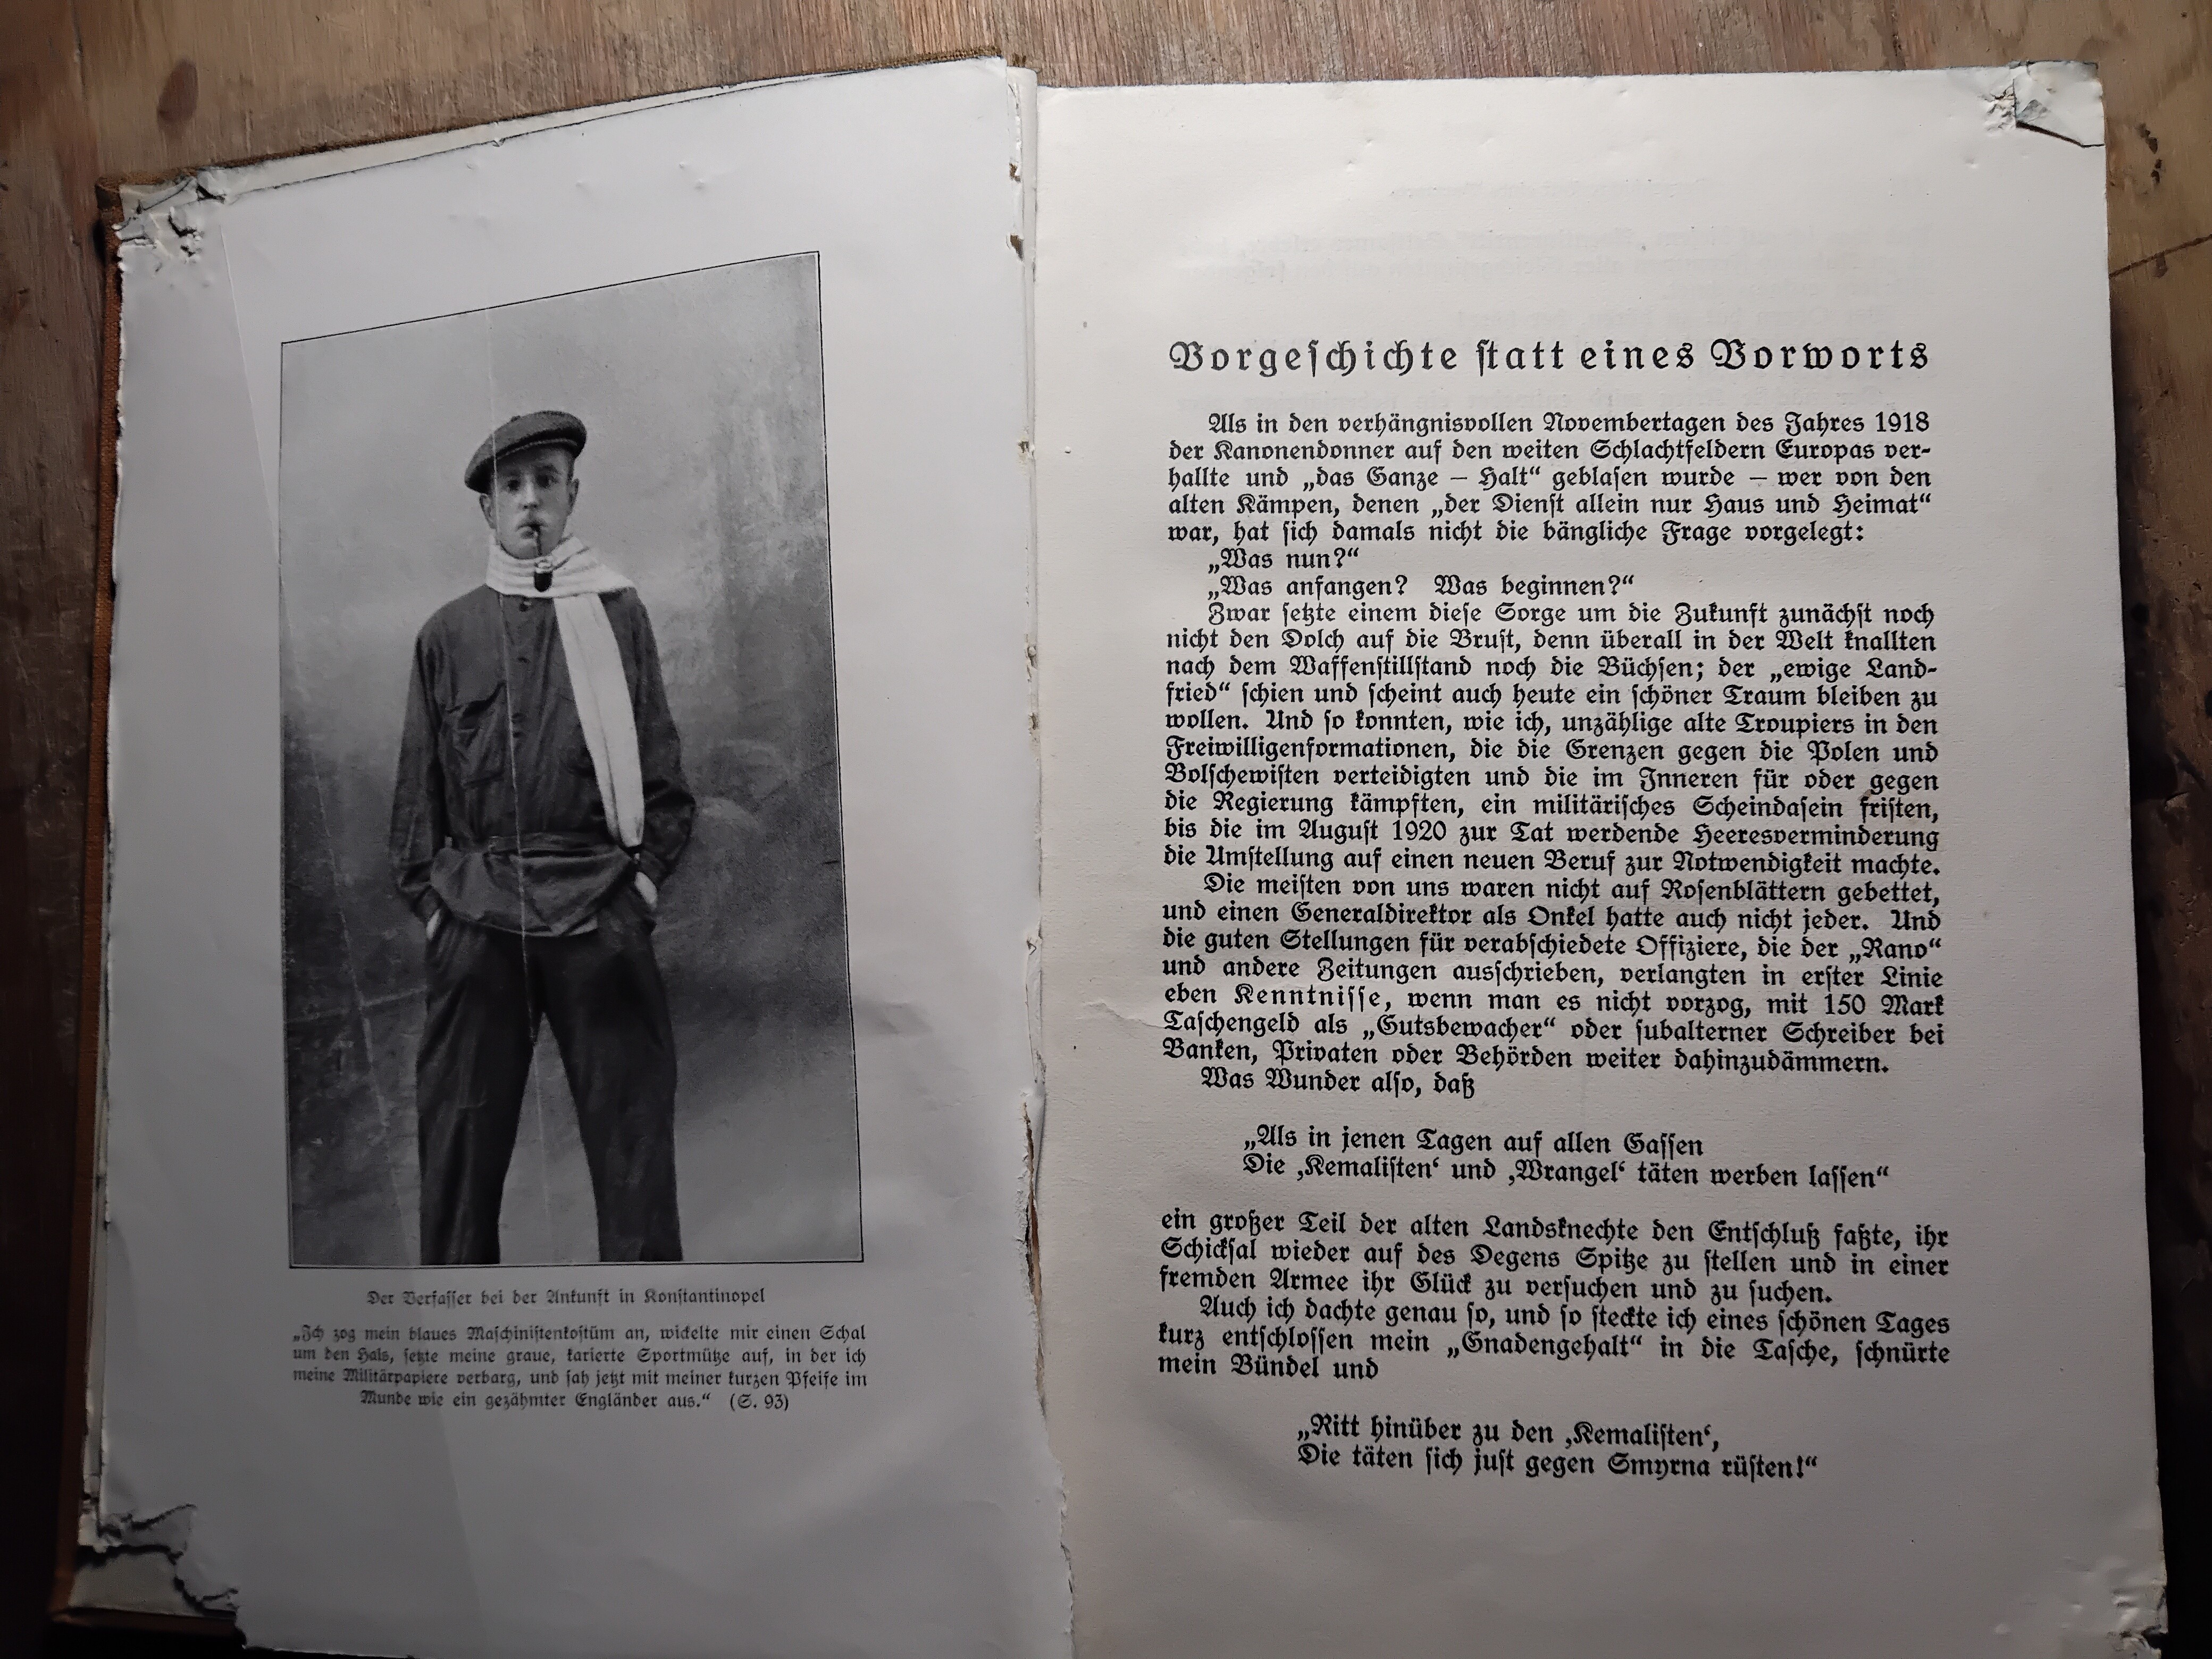 Der Verfasser bei der Ankunft in Konstantinopel
„Ich zog mein blaues Maschinistenkostüm an, wickelte mir einen Schal
um den Hals, setzte meine graue, karierte Sportmütze auf, in der ich
meine Militärpapiere verbarg, und sah jetzt mit meiner kurzen Pfeife im
Munde wie ein gezähmter Engländer aus.“ (S. 93)
Vorgeschichte statt eines Vorworts
Als in den verhängnisvollen Novembertagen des Jahres 1918
der Kanonendonner auf den weiten Schlachtfeldern Europas ver-
hallte und „das Ganze – Halt“ geblasen wurde – wer von den
alten Kämpen, denen „der Dienst allein nur Haus und Heimat“
war, hat sich damals nicht die bängliche Frage vorgelegt:
„Was nun?“
„Was anfangen? Was beginnen?“
Zwar setzte einem diese Sorge um die Zukunft zunächst noch
nicht den Dolch auf die Brust, denn überall in der Welt knallten
nach dem Waffenstillstand noch die Büchsen; der „ewige Land-
fried“ schien und scheint auch heute ein schöner Traum bleiben zu
wollen. Und so konnten, wie ich, unzählige alte Troupiers in den
Freiwilligenformationen, die die Grenzen gegen die Polen und
Bolschewisten verteidigten und die im Inneren für oder gegen
die Regierung kämpften, ein militärisches Scheindasein fristen,
bis die im August 1920 zur Tat werdende Heeresverminderung
die Umstellung auf einen neuen Beruf zur Notwendigkeit machte.
Die meisten von uns waren nicht auf Rosenblättern gebettet,
und einen Generaldirektor als Onkel hatte auch nicht jeder. Und
die guten Stellungen für verabschiedete Offiziere, die der „Rano“
und andere Zeitungen ausschrieben, verlangten in erster Linie
eben Kenntnisse, wenn man es nicht vorzog, mit 150 Mark
Taschengeld als „Gutsbewacher“ oder subalterner Schreiber bei
Banken, Privaten oder Behörden weiter dahinzudämmern.
Was Wunder also, daß
„Als in jenen Tagen auf allen Gassen
Die ‚Kemalisten‘ und ‚Wrangel‘ täten werben lassen“
ein großer Teil der alten Landsknechte den Entschluß faßte, ihr
Schicksal wieder auf des Degens Spitze zu stellen und in einer
fremden Armee ihr Glück zu versuchen und zu suchen.
Auch ich dachte genau so, und so steckte ich eines schönen Tages
kurz entschlossen mein „Gnadengehalt“ in die Tasche, schnürte
mein Bündel und
„Ritt hinüber zu den ‚Kemalisten‘,
Die täten sich just gegen Smyrna rüsten!“